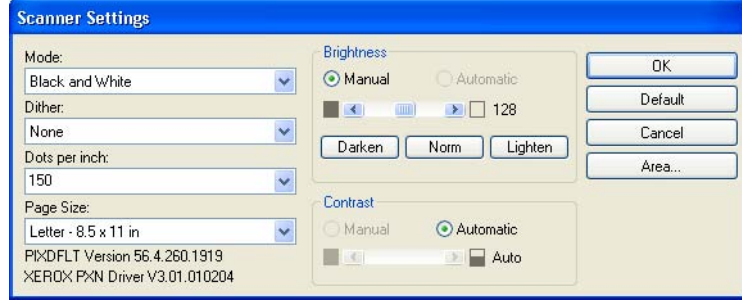 Scanner Settings
Mode:
Black and White
Dither:
None
Dots per inch:
150
Page Size:
Letter - 8.5 x 11 in
PIXDFLT Version 56.4.260.1919
XEROX PXN Driver V3.01.010204
Brightness
Manual Automatic
128
Darken Norm Lighten
Contrast
Manual Automatic
Auto
OK
Default
Cancel
Area...